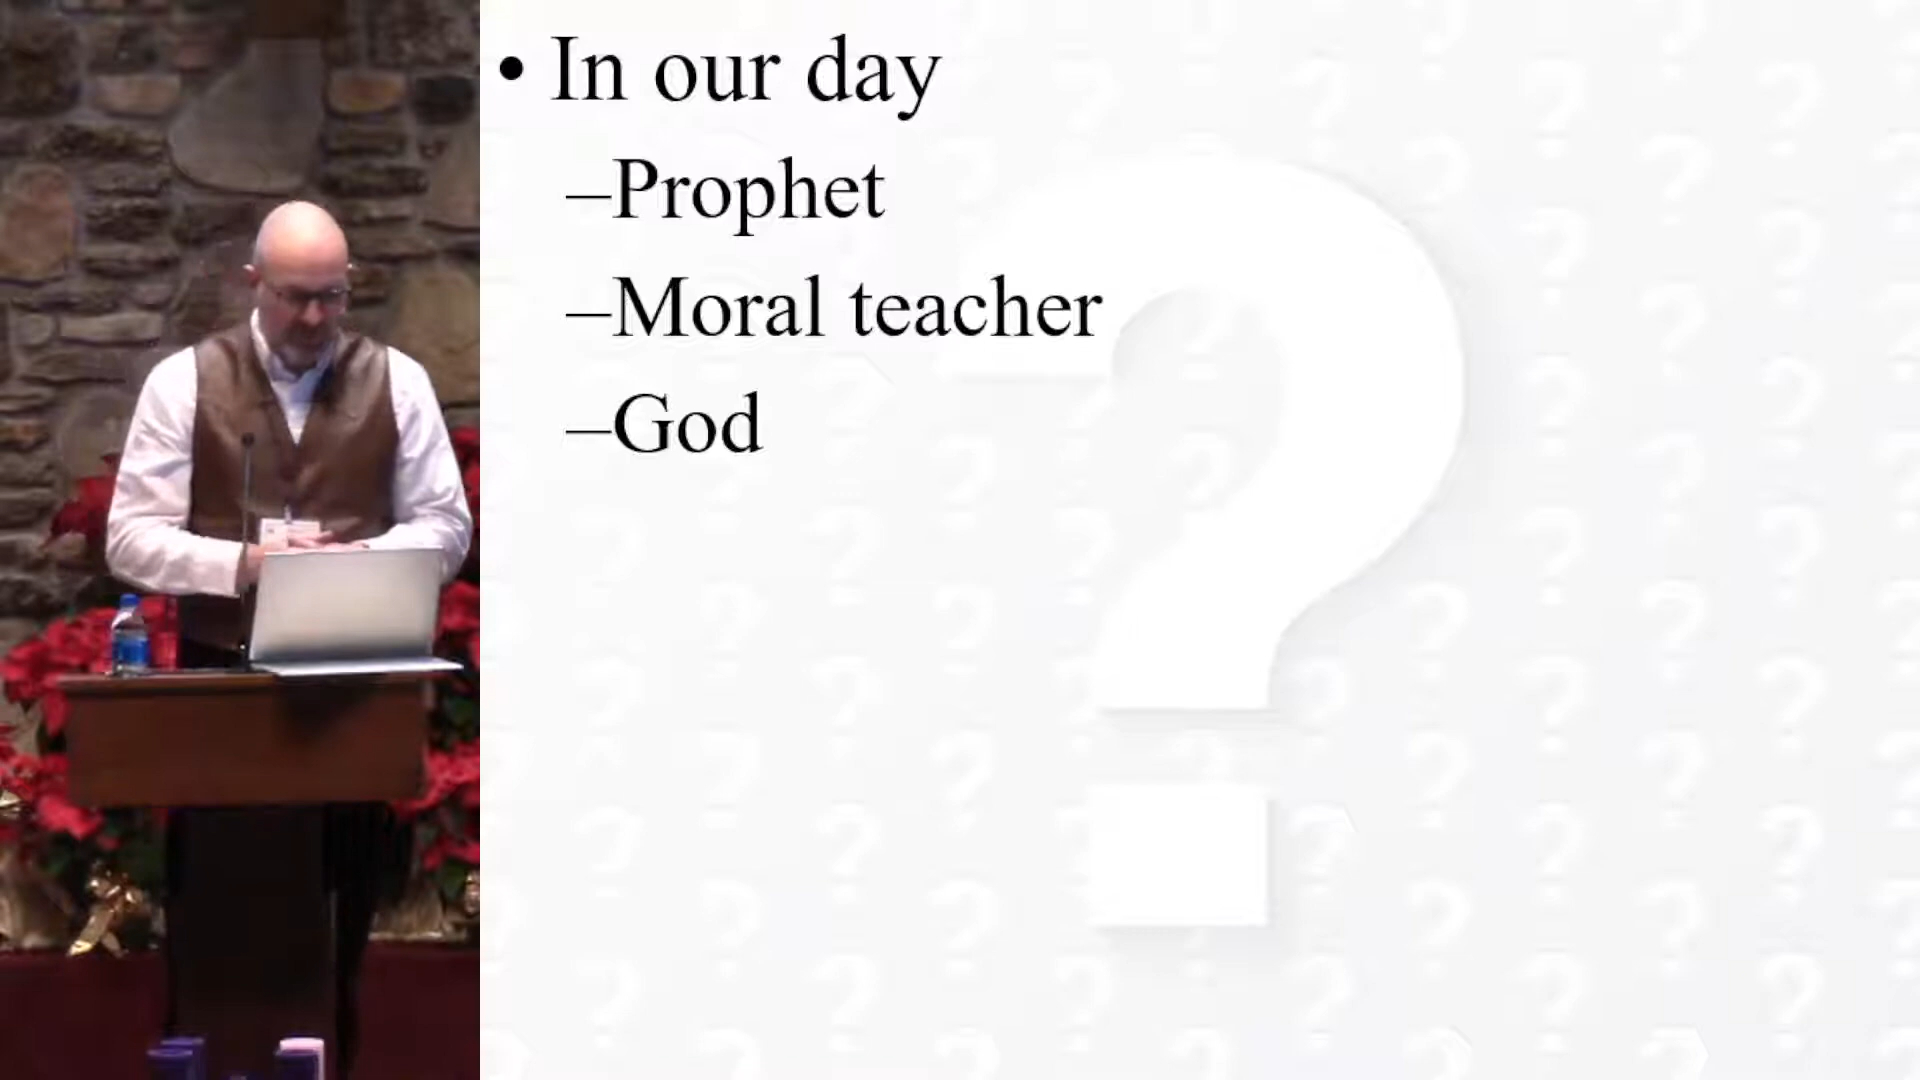 • In our day
–Prophet
–Moral teacher
–God